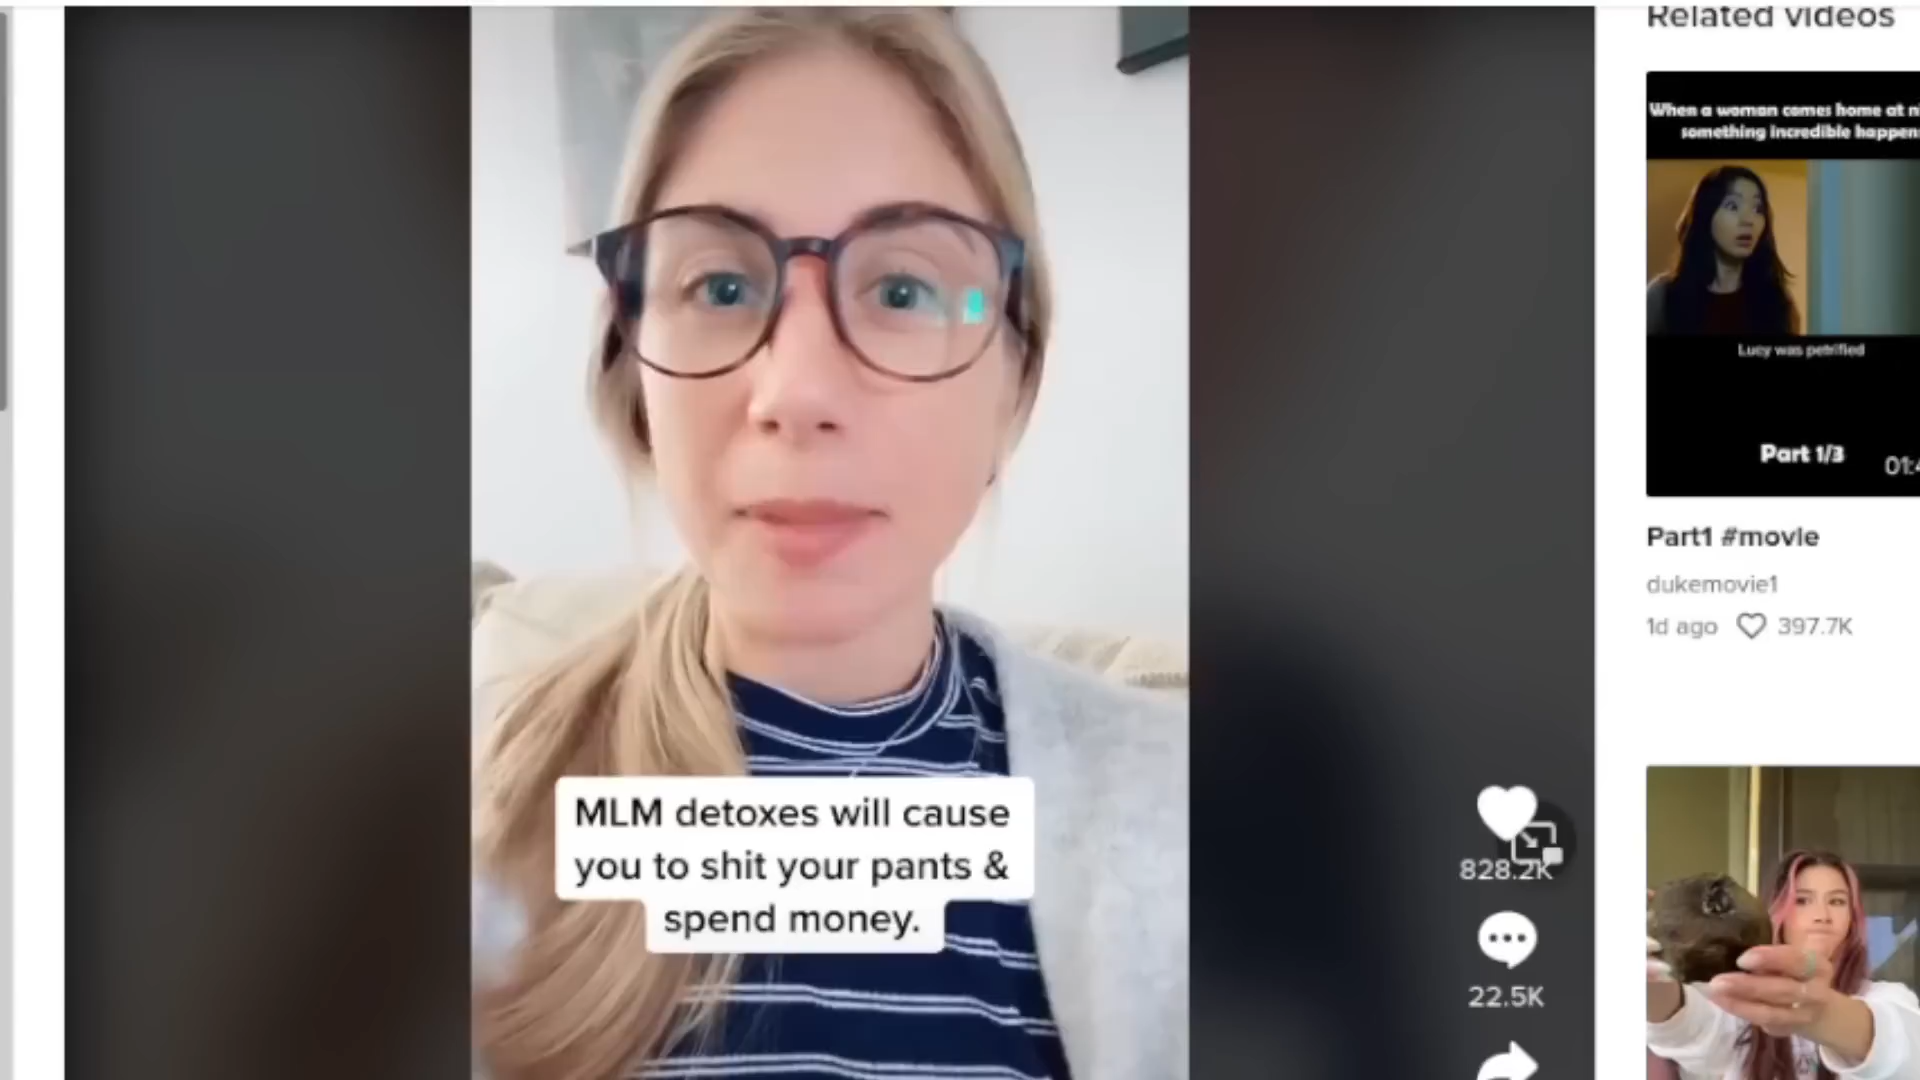 MLM detoxes will cause
you to shit your pants &
spend money.
828.2K
22.5K
Related videos
When a woman comes home at
something incredible
Lucy was petrified
Part 1/3
Part1 #movie
dukemovie1
1d ago 397.7K